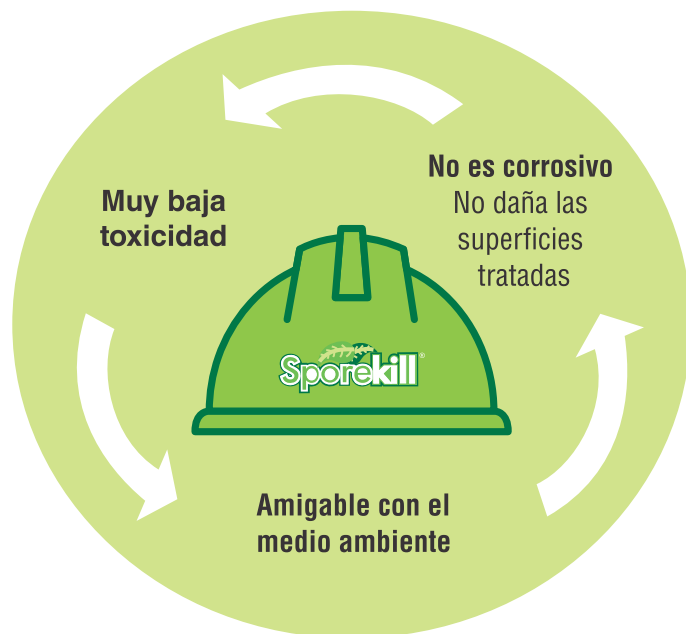 No es corrosivo
No daña las
superficies
tratadas
Muy baja
toxicidad
Sporekill®
Amigable con el
medio ambiente